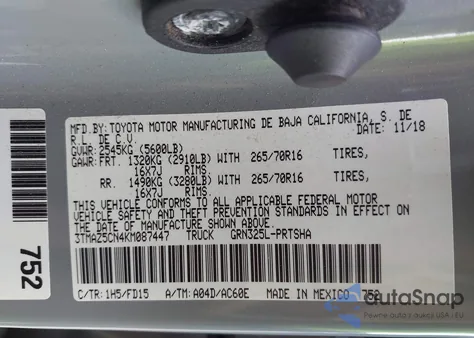 MFD.BY:TOYOTA MOTOR MANUFACTURING DE BAJA CALIFORNIA, S. DE
R.L. DE C.V. DATE: 11/18
GVWR: 2545KG (5600LB)
GAWR: FRT. 1320KG (2910LB) WITH 265/70R16 TIRES,
16X7J RIMS.
RR. 1490KG (3280LB) WITH 265/70R16 TIRES,
16X7J RIMS.
THIS VEHICLE CONFORMS TO ALL APPLICABLE FEDERAL MOTOR
VEHICLE SAFETY AND THEFT PREVENTION STANDARDS IN EFFECT ON
THE DATE OF MANUFACTURE SHOWN ABOVE.
3TMAZ5CN4KM087447 TRUCK GRN325L-PRTSHA
C/TR: 1H5/FD15 A/TM: A04D/AC60E MADE IN MEXICO 752
752
autoSnap